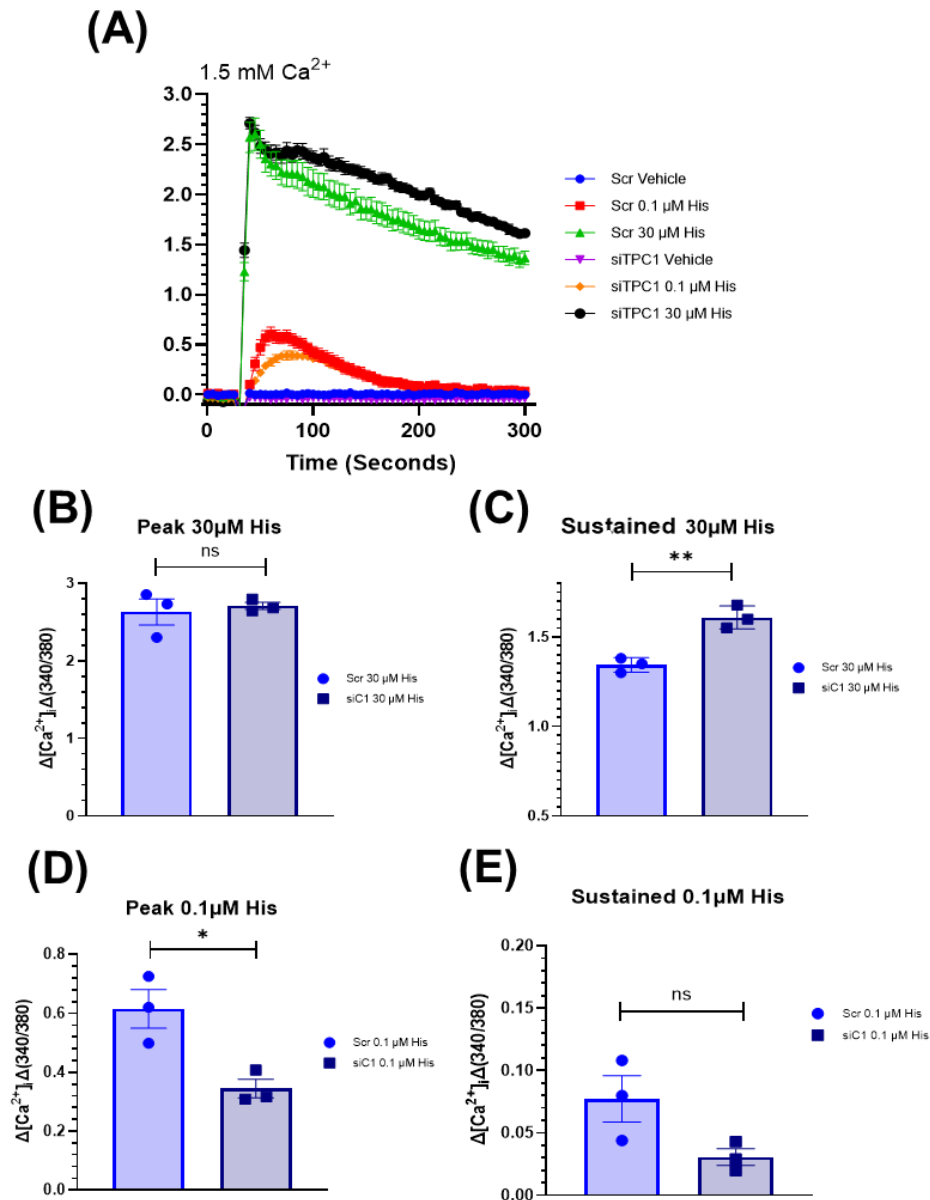 (A)
1.5 mM Ca2+
3.0
2.5
2.0
1.5
1.0
0.5
0.0
0 100 200 300
Time (Seconds)
Scr Vehicle
Scr 0.1 µM His
Scr 30 µM His
siTPC1 Vehicle
siTPC1 0.1 µM His
siTPC1 30 µM His
(B)
Peak 30µM His
ns
Δ[Ca2+]iΔ(340/380)
3
2
1
0
Scr 30 µM His
siC1 30 µM His
(C)
Sustained 30µM His
**
Δ[Ca2+]iΔ(340/380)
1.5
1.0
0.5
Scr 30 µM His
siC1 30 µM His
(D)
Peak 0.1µM His
*
Δ[Ca2+]iΔ(340/380)
0.8
0.6
0.4
0.2
0.0
Scr 0.1 µM His
siC1 0.1 µM His
(E)
Sustained 0.1µM His
ns
Δ[Ca2+]iΔ(340/380)
0.20
0.15
0.10
0.05
0.00
Scr 0.1 µM His
siC1 0.1 µM His